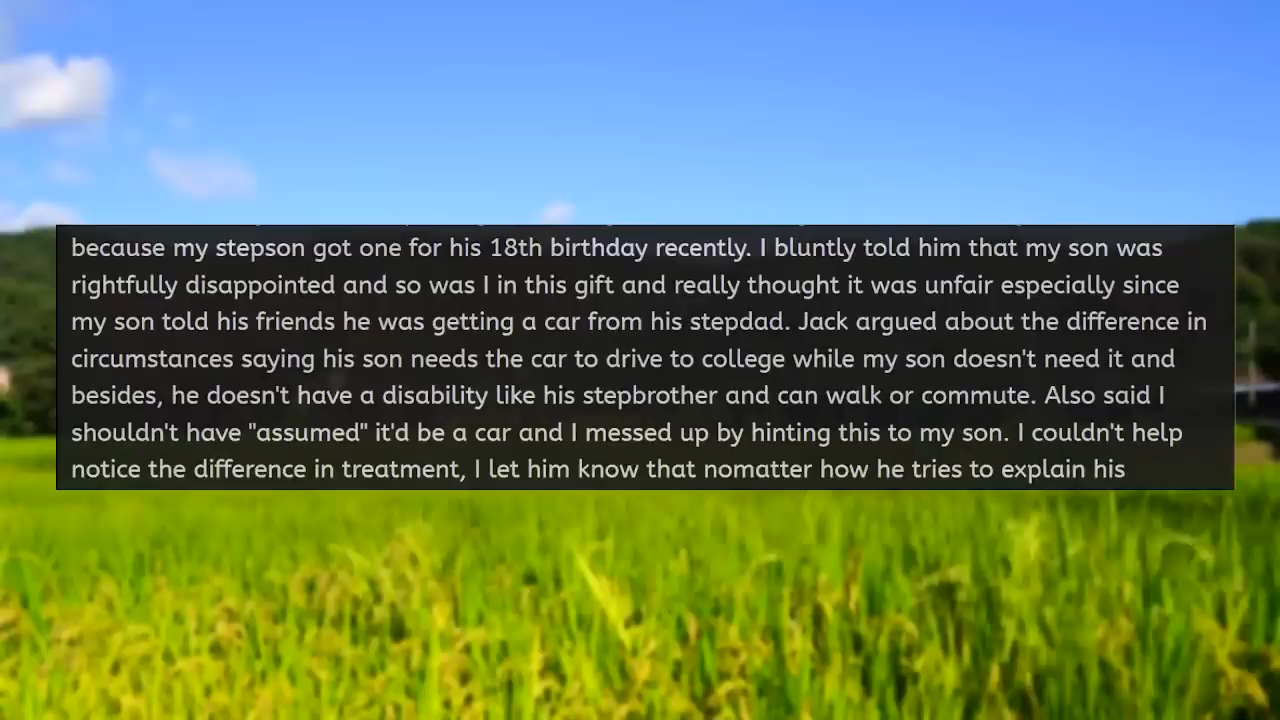 because my stepson got one for his 18th birthday recently. I bluntly told him that my son was
rightfully disappointed and so was I in this gift and really thought it was unfair especially since
my son told his friends he was getting a car from his stepdad. Jack argued about the difference in
circumstances saying his son needs the car to drive to college while my son doesn't need it and
besides, he doesn't have a disability like his stepbrother and can walk or commute. Also said I
shouldn't have "assumed" it'd be a car and I messed up by hinting this to my son. I couldn't help
notice the difference in treatment, I let him know that nomatter how he tries to explain his